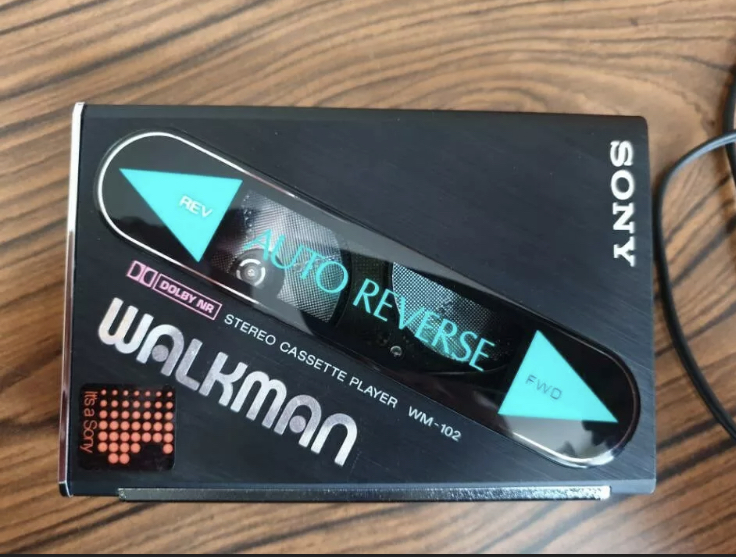 SONY
REV
AUTO REVERSE
FWD
DOLBY NR
STEREO CASSETTE PLAYER WM-102
WALKMAN
It's a Sony